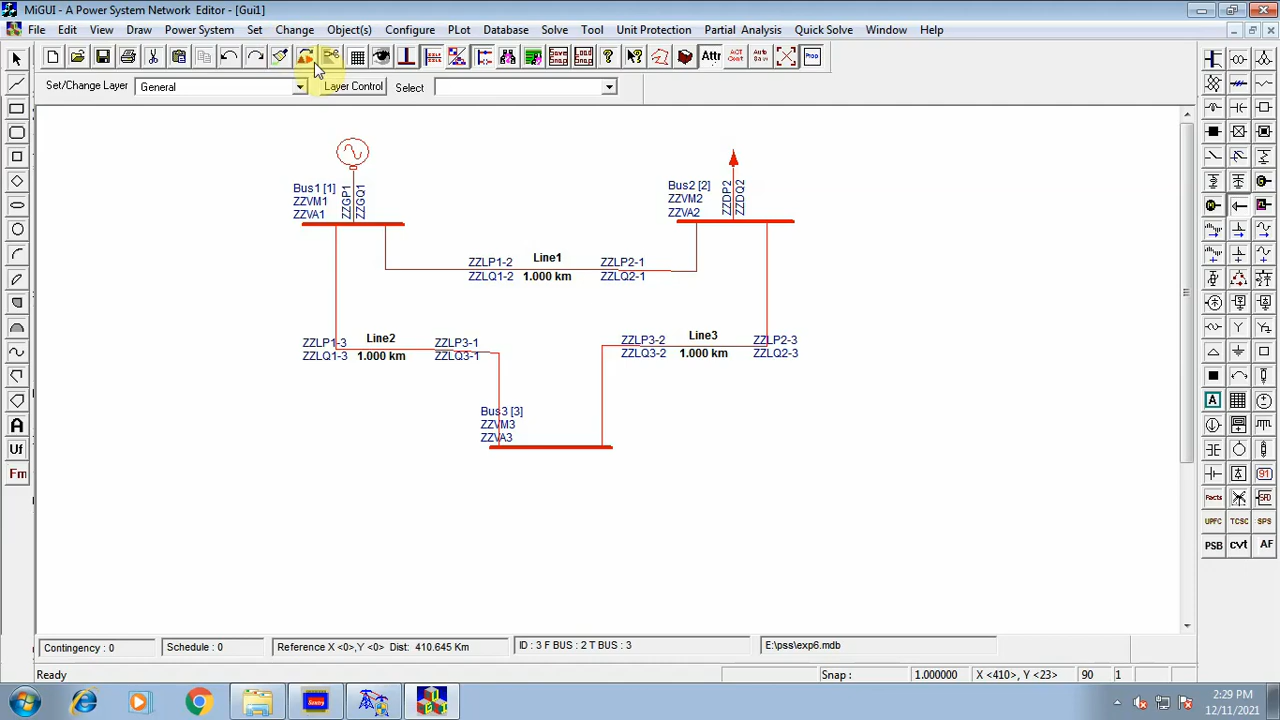 MiGUI - A Power System Network Editor - [Gui1]
File Edit View Draw Power System Set Change Object(s) Configure PLot Database Tool Unit Protection Partial Analysis Quick Solve Window Help
Attr
Set/Change Layer General Layer Control Select
Bus1 [1]
ZZVM1
ZZVA1
ZZGP1
ZZGQ1
Bus2 [2]
ZZVM2
ZZVA2
ZZDP2
ZZDQ2
ZZLP1-2 Line1 ZZLP2-1
ZZLQ1-2 1.000 km ZZLQ2-1
ZZLP1-3 Line2 ZZLP3-1
ZZLQ1-3 1.000 km ZZLQ3-1
ZZLP3-2 Line3 ZZLP2-3
ZZLQ3-2 1.000 km ZZLQ2-3
Bus3 [3]
ZZVM3
ZZVA3
A
Uf
Fm
A
91
Facts
UPFC TCSC SPS
PSB CVT AF
Contingency : 0 Schedule : 0 Reference X <0>,Y <0> Dist: 410.645 Km ID : 3 F BUS : 2 T BUS : 3 E:\pss\exp6.mdb
Ready Snap : 1.000000 X <410>, Y <23> 90 1
2:29 PM
12/11/2021